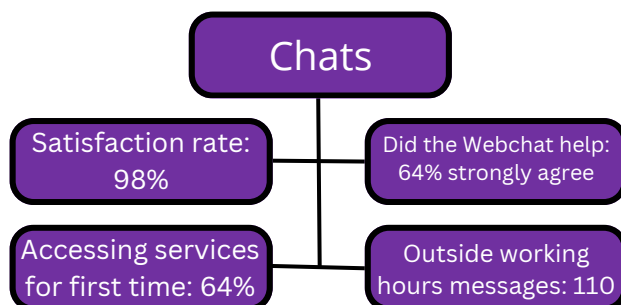 Chats
Satisfaction rate:
98%
Did the Webchat help:
64% strongly agree
Accessing services
for first time: 64%
Outside working
hours messages: 110